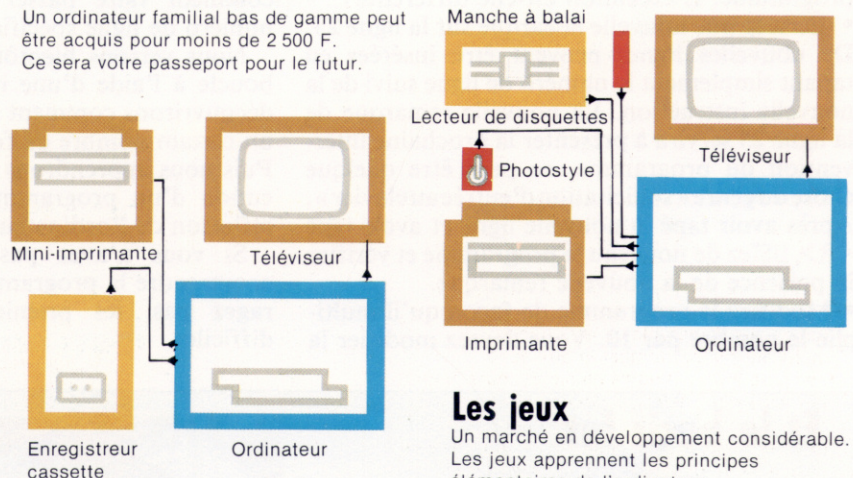 Un ordinateur familial bas de gamme peut
être acquis pour moins de 2 500 F.
Ce sera votre passeport pour le futur.
Mini-imprimante
Téléviseur
Enregistreur
cassette
Ordinateur
Manche à balai
Lecteur de disquettes
Photostyle
Téléviseur
Imprimante
Ordinateur
Les jeux
Un marché en développement considérable.
Les jeux apprennent les principes